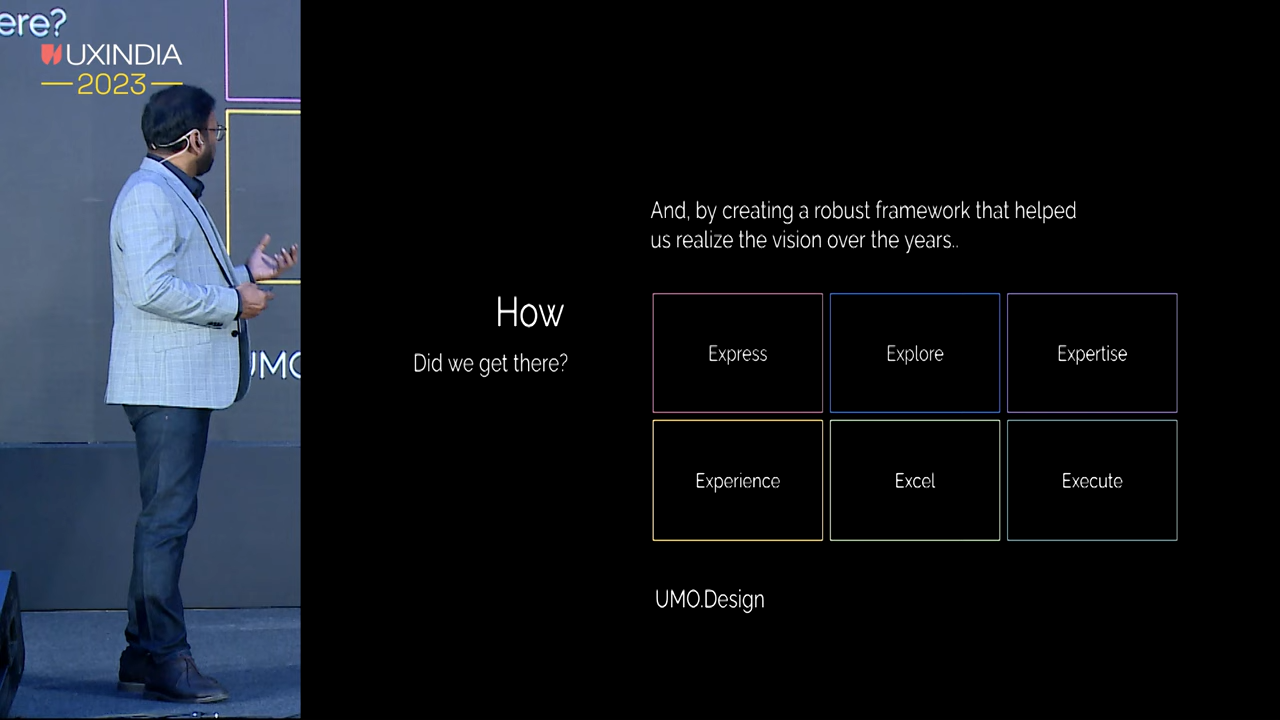 ere?
UXINDIA
2023
UMO
And, by creating a robust framework that helped
us realize the vision over the years..
How
Did we get there?
Express
Explore
Expertise
Experience
Excel
Execute
UMO.Design